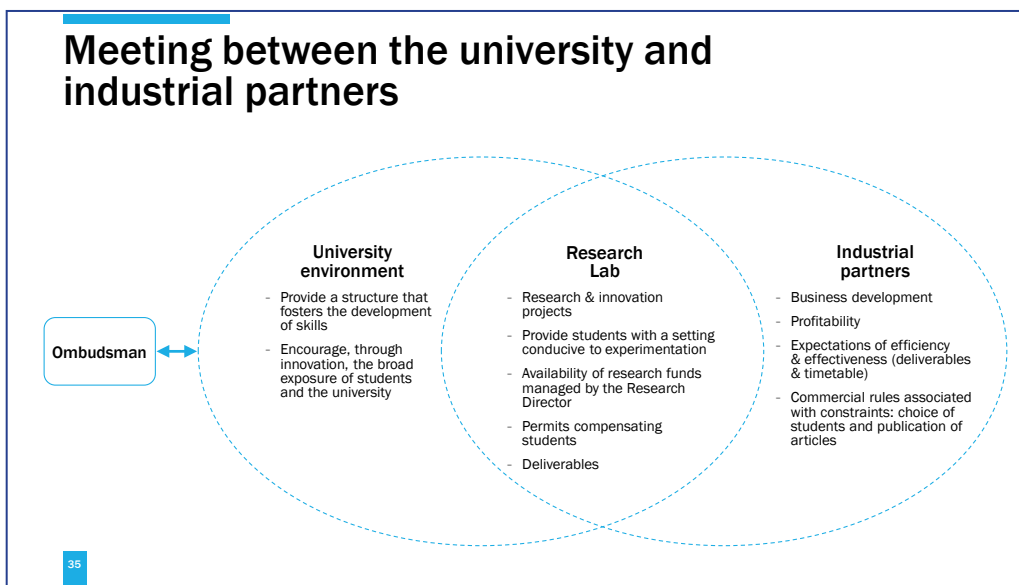 Meeting between the university and
industrial partners
Ombudsman
University
environment
- Provide a structure that
fosters the development
of skills
- Encourage, through
innovation, the broad
exposure of students
and the university
Research
Lab
- Research & innovation
projects
- Provide students with a setting
conducive to experimentation
- Availability of research funds
managed by the Research
Director
- Permits compensating
students
- Deliverables
Industrial
partners
- Business development
- Profitability
- Expectations of efficiency
& effectiveness (deliverables
& timetable)
- Commercial rules associated
with constraints: choice of
students and publication of
articles
35